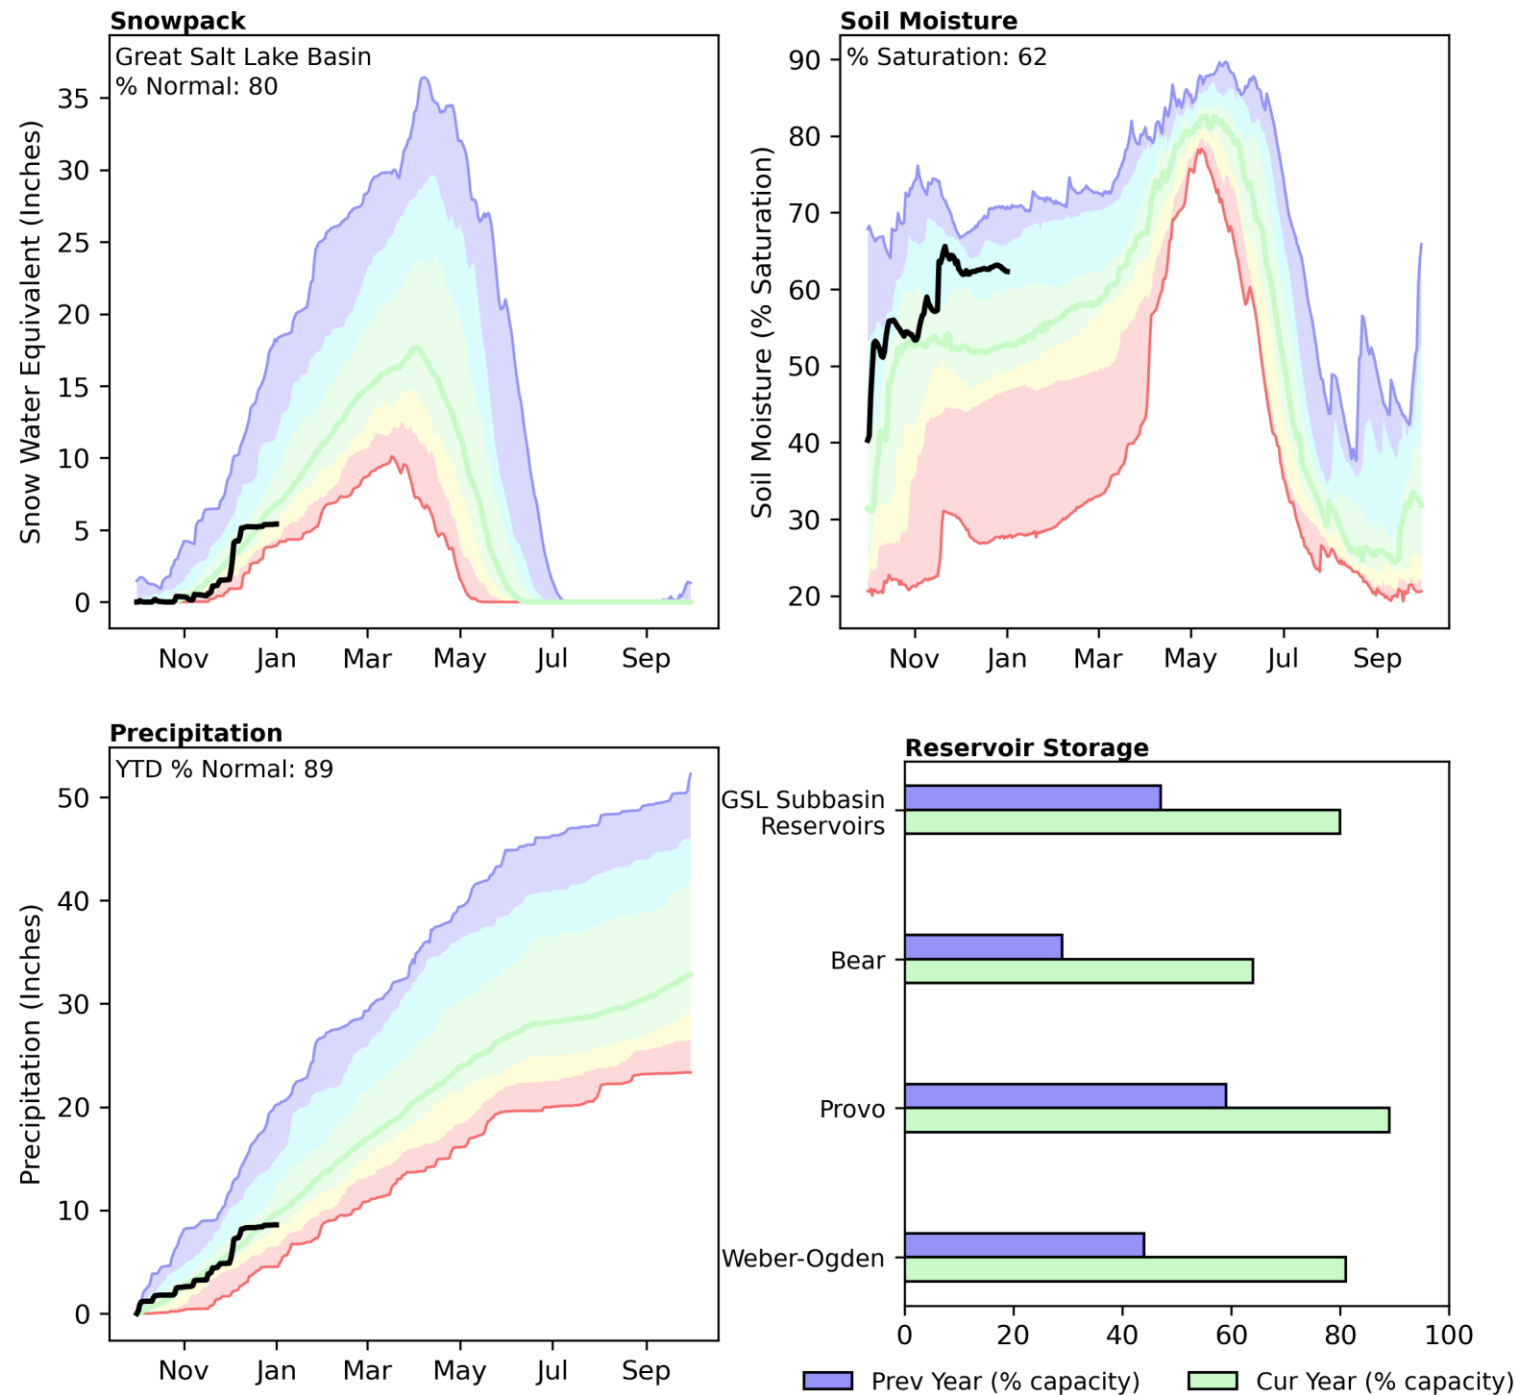 Snowpack
Great Salt Lake Basin
% Normal: 80
Snow Water Equivalent (Inches)
35
30
25
20
15
10
5
0
Nov Jan Mar May Jul Sep
Soil Moisture
% Saturation: 62
Soil Moisture (% Saturation)
90
80
70
60
50
40
30
20
Nov Jan Mar May Jul Sep
Precipitation
YTD % Normal: 89
Precipitation (Inches)
50
40
30
20
10
0
Nov Jan Mar May Jul Sep
Reservoir Storage
GSL Subbasin
Reservoirs
Bear
Provo
Weber-Ogden
0 20 40 60 80 100
Prev Year (% capacity) Cur Year (% capacity)